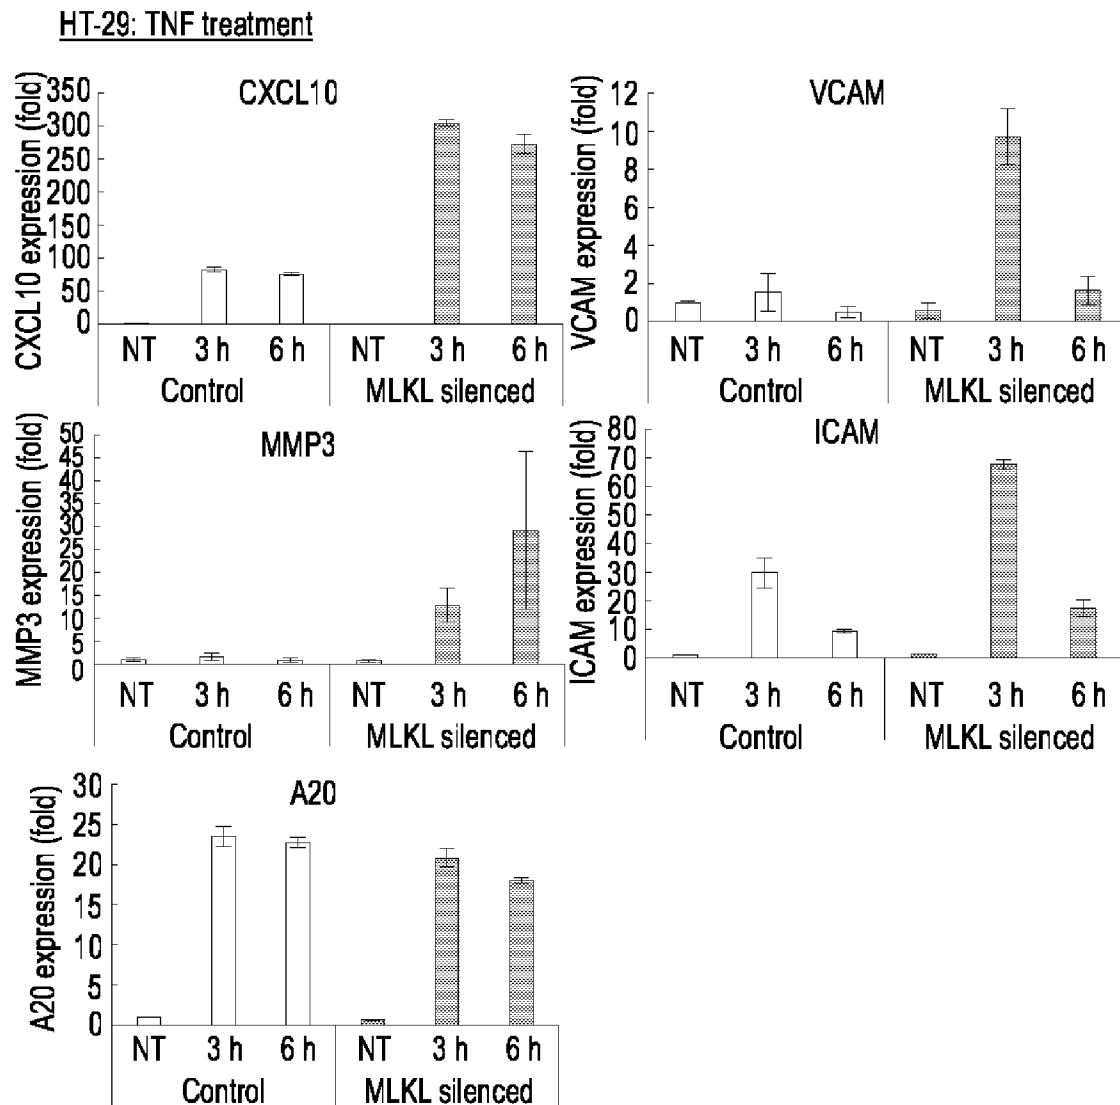 HT-29: TNF treatment
CXCL10
CXCL10 expression (fold)
350
300
250
200
150
100
50
0
NT 3 h 6 h NT 3 h 6 h
Control MLKL silenced
VCAM
VCAM expression (fold)
12
10
8
6
4
2
0
NT 3 h 6 h NT 3 h 6 h
Control MLKL silenced
MMP3
MMP3 expression (fold)
50
45
40
35
30
25
20
15
10
5
0
NT 3 h 6 h NT 3 h 6 h
Control MLKL silenced
ICAM
ICAM expression (fold)
80
70
60
50
40
30
20
10
0
NT 3 h 6 h NT 3 h 6 h
Control MLKL silenced
A20
A20 expression (fold)
30
25
20
15
10
5
0
NT 3 h 6 h NT 3 h 6 h
Control MLKL silenced